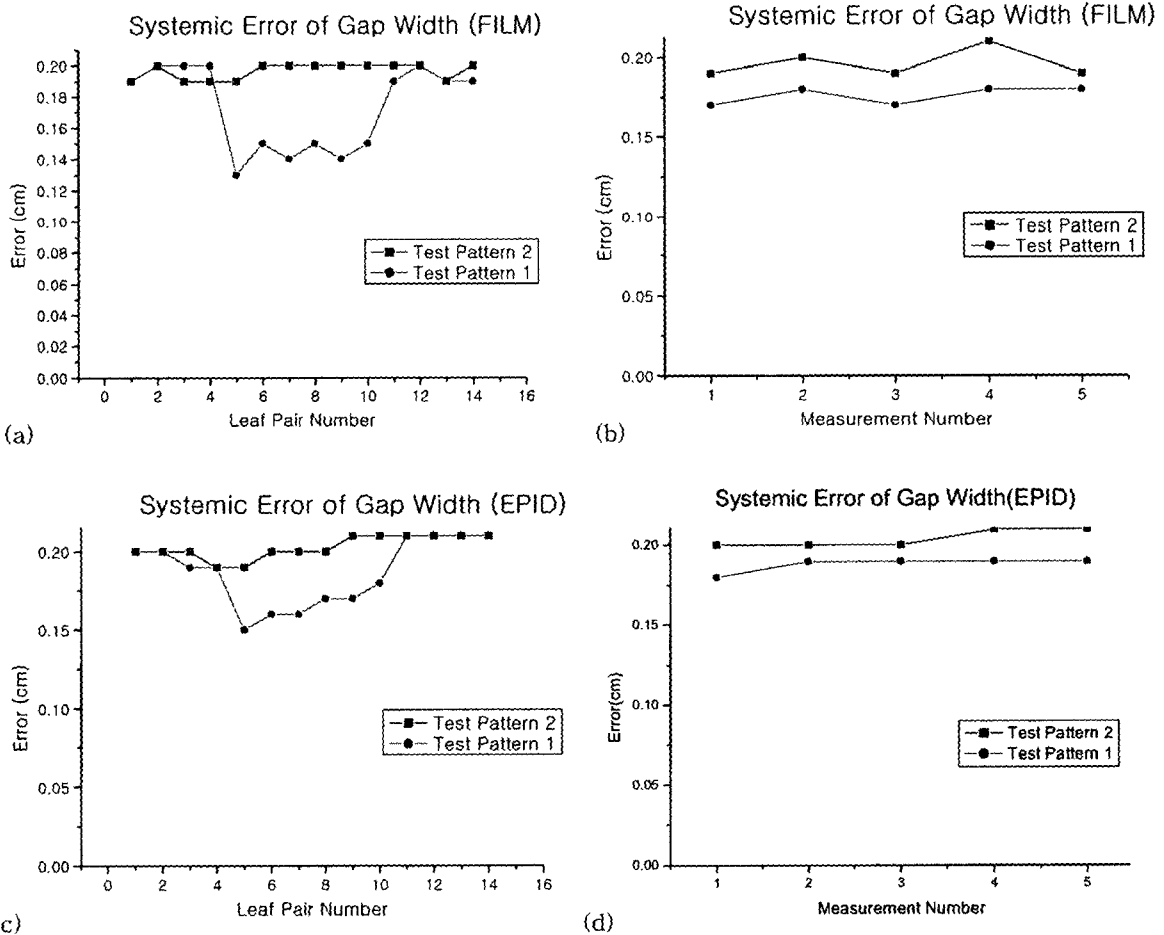 Systemic Error of Gap Width (FILM)
0.20
0.18
0.16
0.14
0.12
0.10
0.08
0.06
0.04
0.02
0.00
Error (cm)
Test Pattern 2
Test Pattern 1
0 2 4 6 8 10 12 14 16
Leaf Pair Number
(a)
Systemic Error of Gap Width (FILM)
0.20
0.15
0.10
0.05
0.00
Error (cm)
Test Pattern 2
Test Pattern 1
1 2 3 4 5
Measurement Number
(b)
Systemic Error of Gap Width (EPID)
0.20
0.15
0.10
0.05
0.00
Error (cm)
Test Pattern 2
Test Pattern 1
0 2 4 6 8 10 12 14 16
Leaf Pair Number
c)
Systemic Error of Gap Width(EPID)
0.20
0.15
0.10
0.05
0.00
Error(cm)
Test Pattern 2
Test Pattern 1
1 2 3 4 5
Measurement Number
(d)